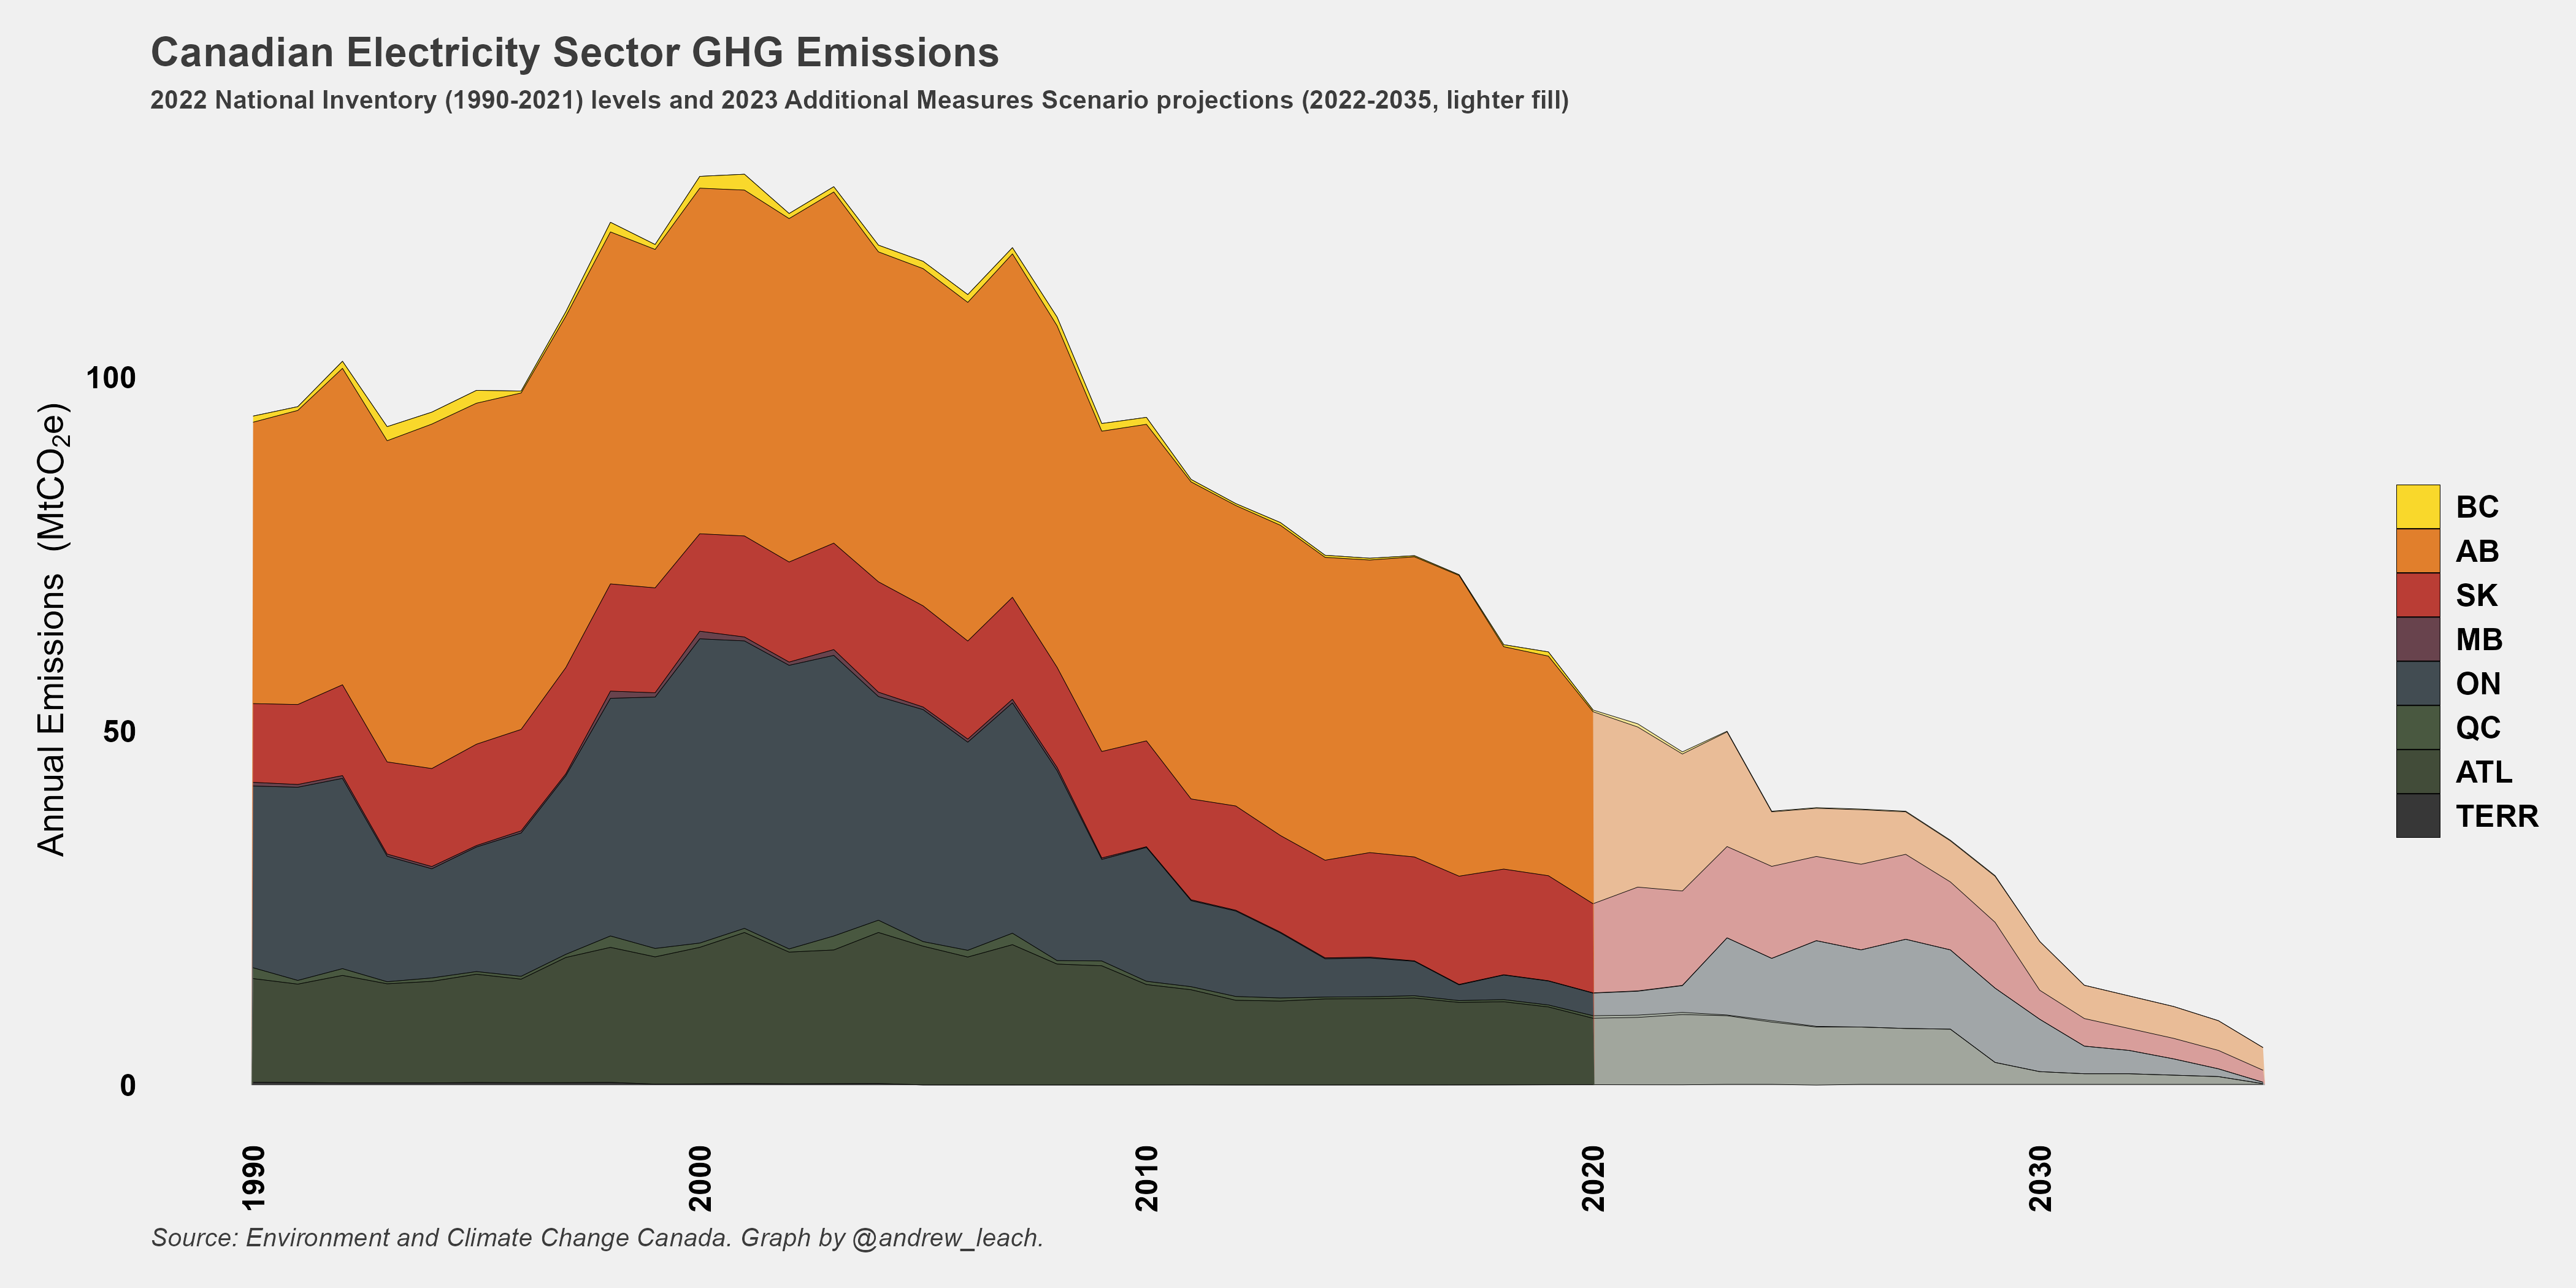 Canadian Electricity Sector GHG Emissions
2022 National Inventory (1990-2021) levels and 2023 Additional Measures Scenario projections (2022-2035, lighter fill)
Annual Emissions (MtCO₂e)
100
50
0
1990
2000
2010
2020
2030
BC
AB
SK
MB
ON
QC
ATL
TERR
Source: Environment and Climate Change Canada. Graph by @andrew_leach.